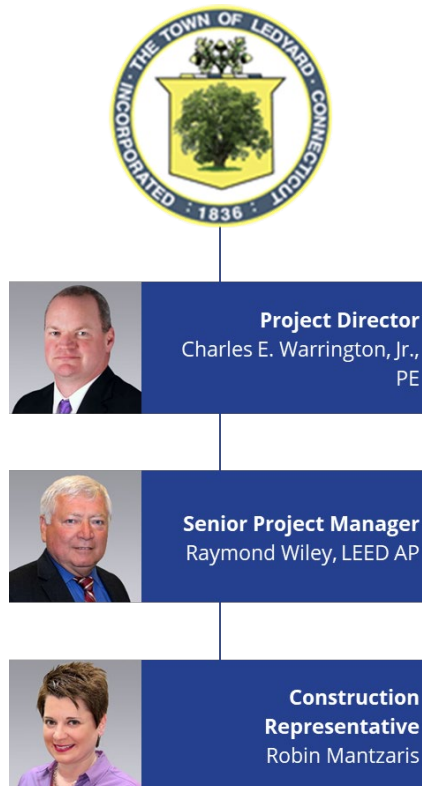 THE TOWN OF LEDYARD · CONNECTICUT
INCORPORATED : 1836 :
Project Director
Charles E. Warrington, Jr.,
PE
Senior Project Manager
Raymond Wiley, LEED AP
Construction
Representative
Robin Mantzaris